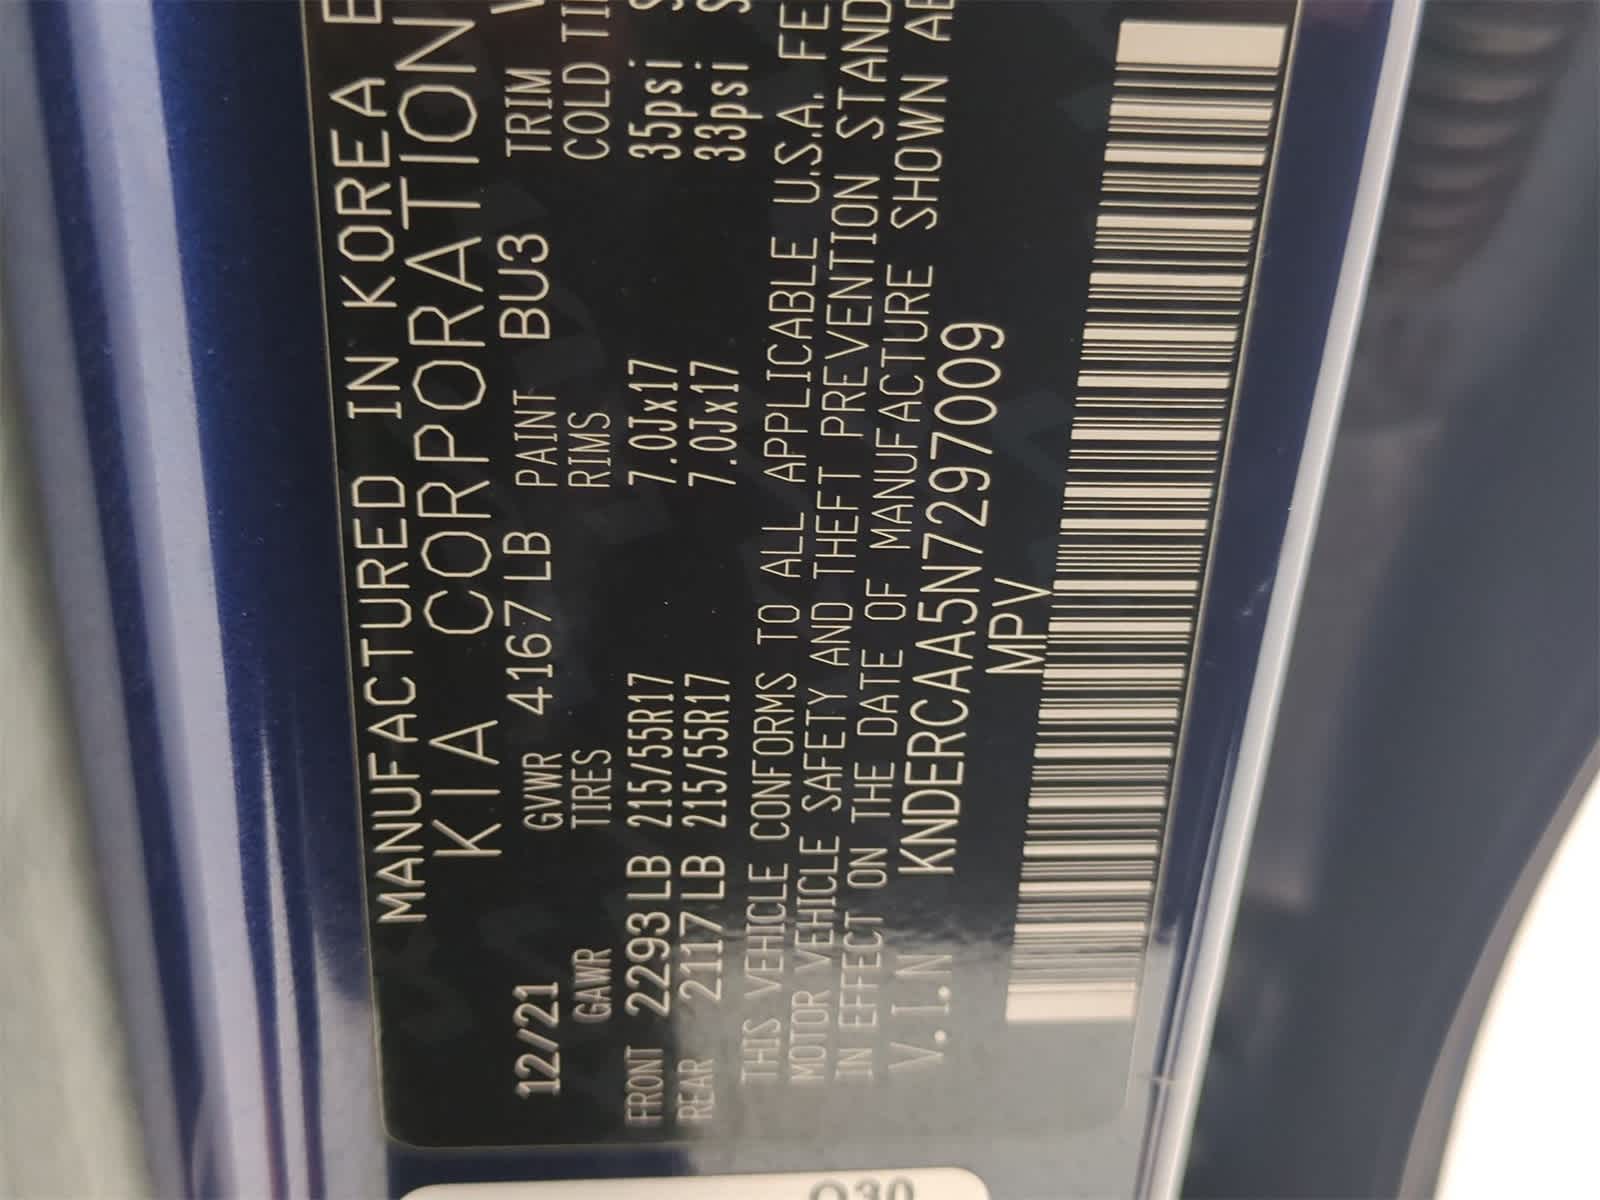 MANUFACTURED IN KOREA
KIA CORPORATION
12/21 GVWR 4167 LB PAINT BU3 TRIM
GAWR TIRES RIMS COLD
FRONT 2293 LB 215/55R17 7.0Jx17 35psi
REAR 2117 LB 215/55R17 7.0Jx17 33psi
THIS VEHICLE CONFORMS TO ALL APPLICABLE U.S.A. FE
MOTOR VEHICLE SAFETY AND THEFT PREVENTION STAND
IN EFFECT ON THE DATE OF MANUFACTURE SHOWN AB
V.I.N KNDERCAA5N7297009
MPV